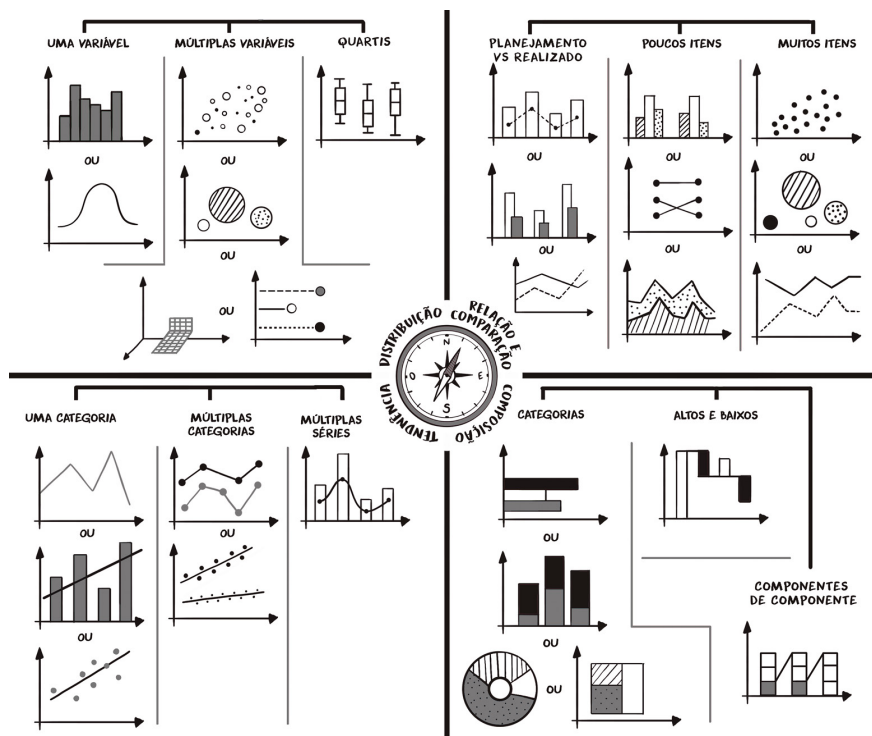 UMA VARIÁVEL
MÚLTIPLAS VARIÁVEIS
QUARTIS
OU
OU
OU
OU
PLANEJAMENTO
VS REALIZADO
POUCOS ITENS
MUITOS ITENS
OU
OU
OU
OU
OU
OU
DISTRIBUIÇÃO
RELAÇÃO E
COMPARAÇÃO
TENDNÊNCIA
COMPOSIÇÃO
N
E
S
O
UMA CATEGORIA
MÚLTIPLAS
CATEGORIAS
MÚLTIPLAS
SÉRIES
OU
OU
OU
CATEGORIAS
ALTOS E BAIXOS
OU
OU
OU
COMPONENTES
DE COMPONENTE